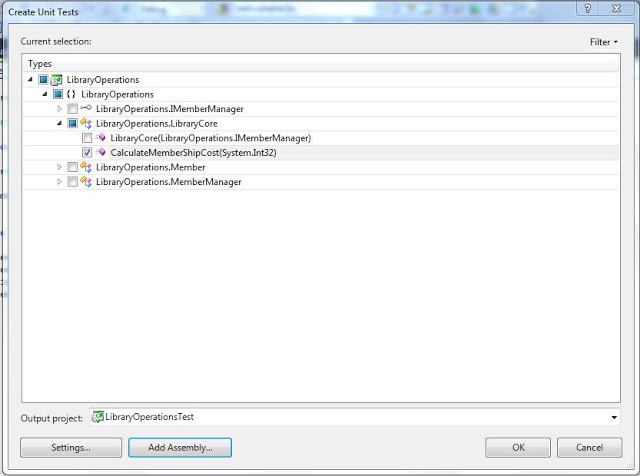 Create Unit Tests
Current selection:
Filter
Types
LibraryOperations
{ } LibraryOperations
LibraryOperations.IMemberManager
LibraryOperations.LibraryCore
LibraryCore(LibraryOperations.IMemberManager)
CalculateMemberShipCost(System.Int32)
LibraryOperations.Member
LibraryOperations.MemberManager
Output project: LibraryOperationsTest
Settings... Add Assembly... OK Cancel